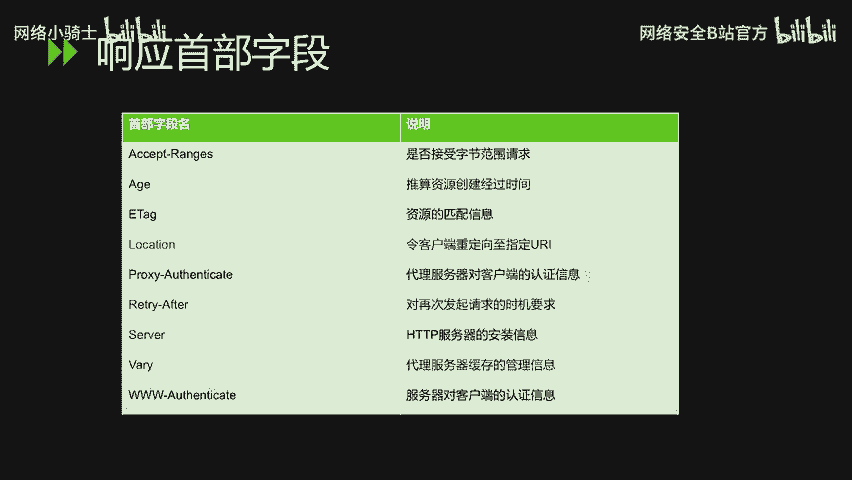 网络小骑士 bilibili
网络安全B站官方 bilibili
响应首部字段
首部字段名 说明
Accept-Ranges 是否接受字节范围请求
Age 推算资源创建经过时间
ETag 资源的匹配信息
Location 令客户端重定向至指定URI
Proxy-Authenticate 代理服务器对客户端的认证信息
Retry-After 对再次发起请求的时机要求
Server HTTP服务器的安装信息
Vary 代理服务器缓存的管理信息
WWW-Authenticate 服务器对客户端的认证信息